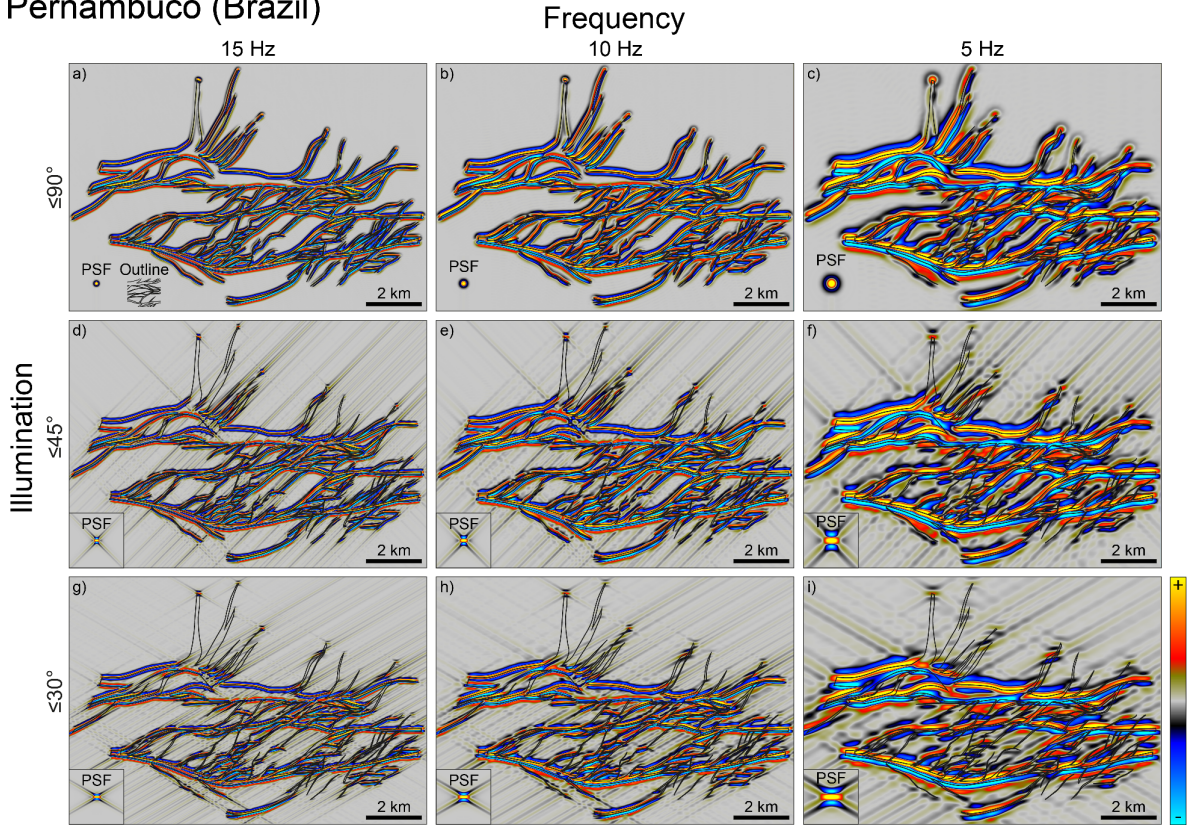 Pernambuco (Brazil)
Frequency
15 Hz
10 Hz
5 Hz
Illumination
≤90°
a)
PSF
Outline
2 km
b)
PSF
2 km
c)
PSF
2 km
≤45°
d)
PSF
2 km
e)
PSF
2 km
f)
PSF
2 km
≤30°
g)
PSF
2 km
h)
PSF
2 km
i)
PSF
2 km
+
-